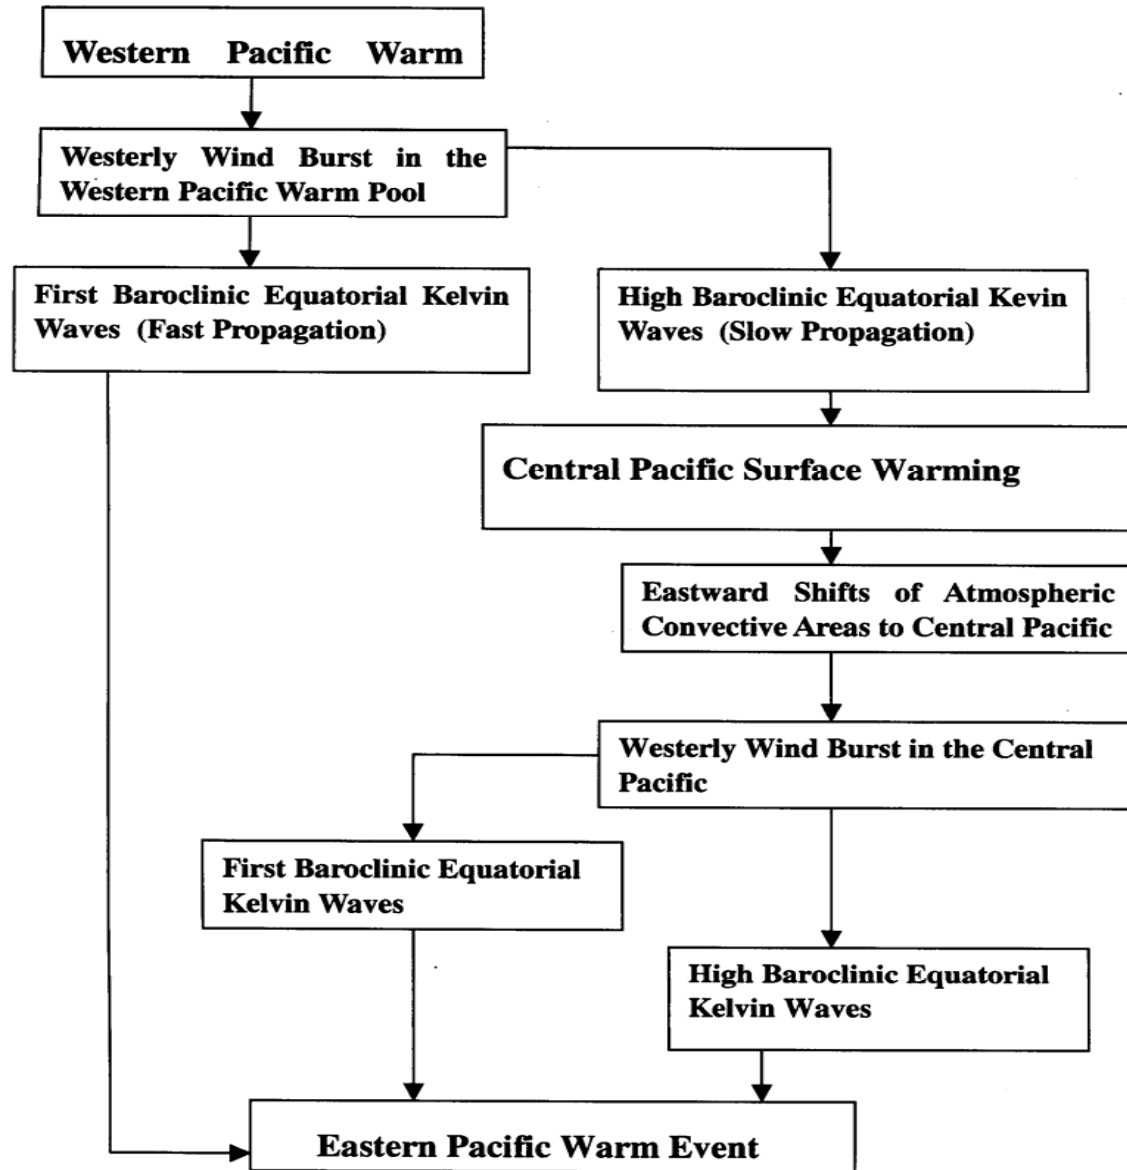 Western Pacific Warm
Westerly Wind Burst in the
Western Pacific Warm Pool
First Baroclinic Equatorial Kelvin
Waves (Fast Propagation)
High Baroclinic Equatorial Kevin
Waves (Slow Propagation)
Central Pacific Surface Warming
Eastward Shifts of Atmospheric
Convective Areas to Central Pacific
Westerly Wind Burst in the Central
Pacific
First Baroclinic Equatorial
Kelvin Waves
High Baroclinic Equatorial
Kelvin Waves
Eastern Pacific Warm Event